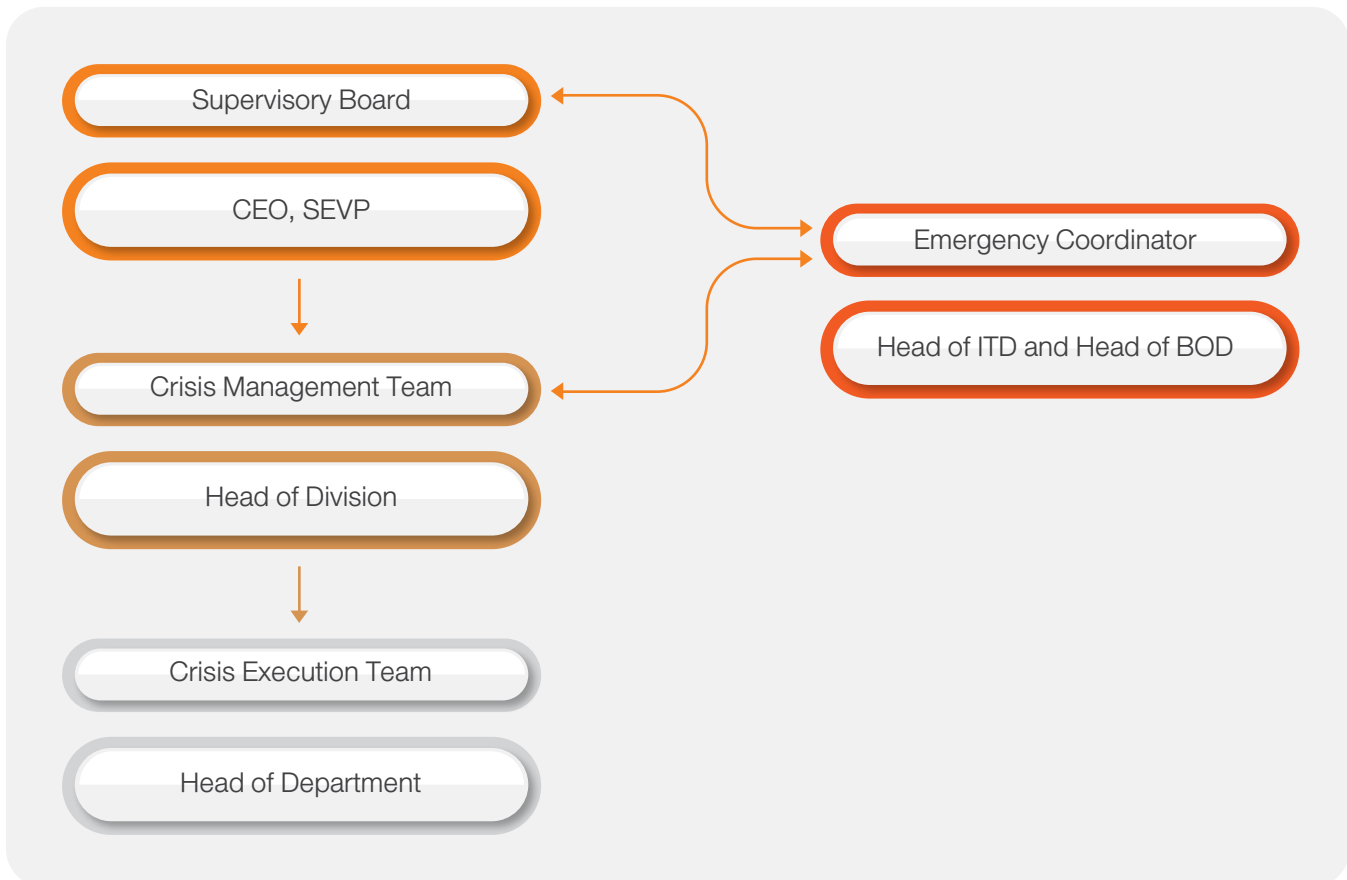 Supervisory Board
CEO, SEVP
Emergency Coordinator
Head of ITD and Head of BOD
Crisis Management Team
Head of Division
Crisis Execution Team
Head of Department